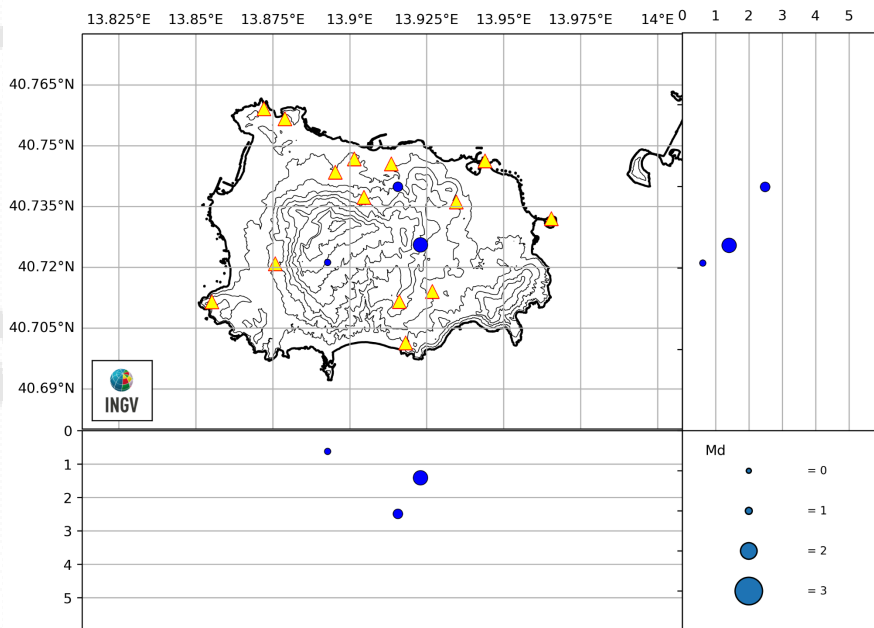 13.825°E 13.85°E 13.875°E 13.9°E 13.925°E 13.95°E 13.975°E 14°E 0 1 2 3 4 5
40.765°N
40.75°N
40.735°N
40.72°N
40.705°N
40.69°N
INGV
0
1
2
3
4
5
Md
= 0
= 1
= 2
= 3